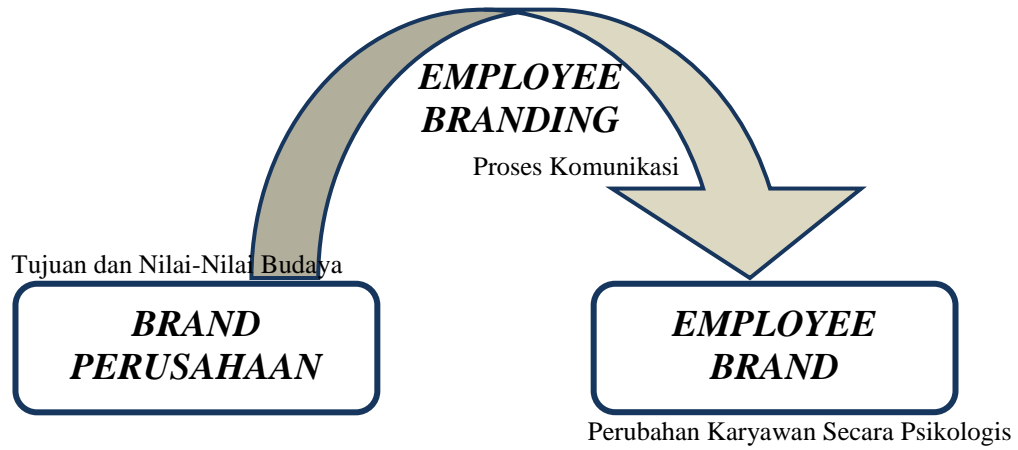 EMPLOYEE
BRANDING
Proses Komunikasi
Tujuan dan Nilai-Nilai Budaya
BRAND
PERUSAHAAN
EMPLOYEE
BRAND
Perubahan Karyawan Secara Psikologis